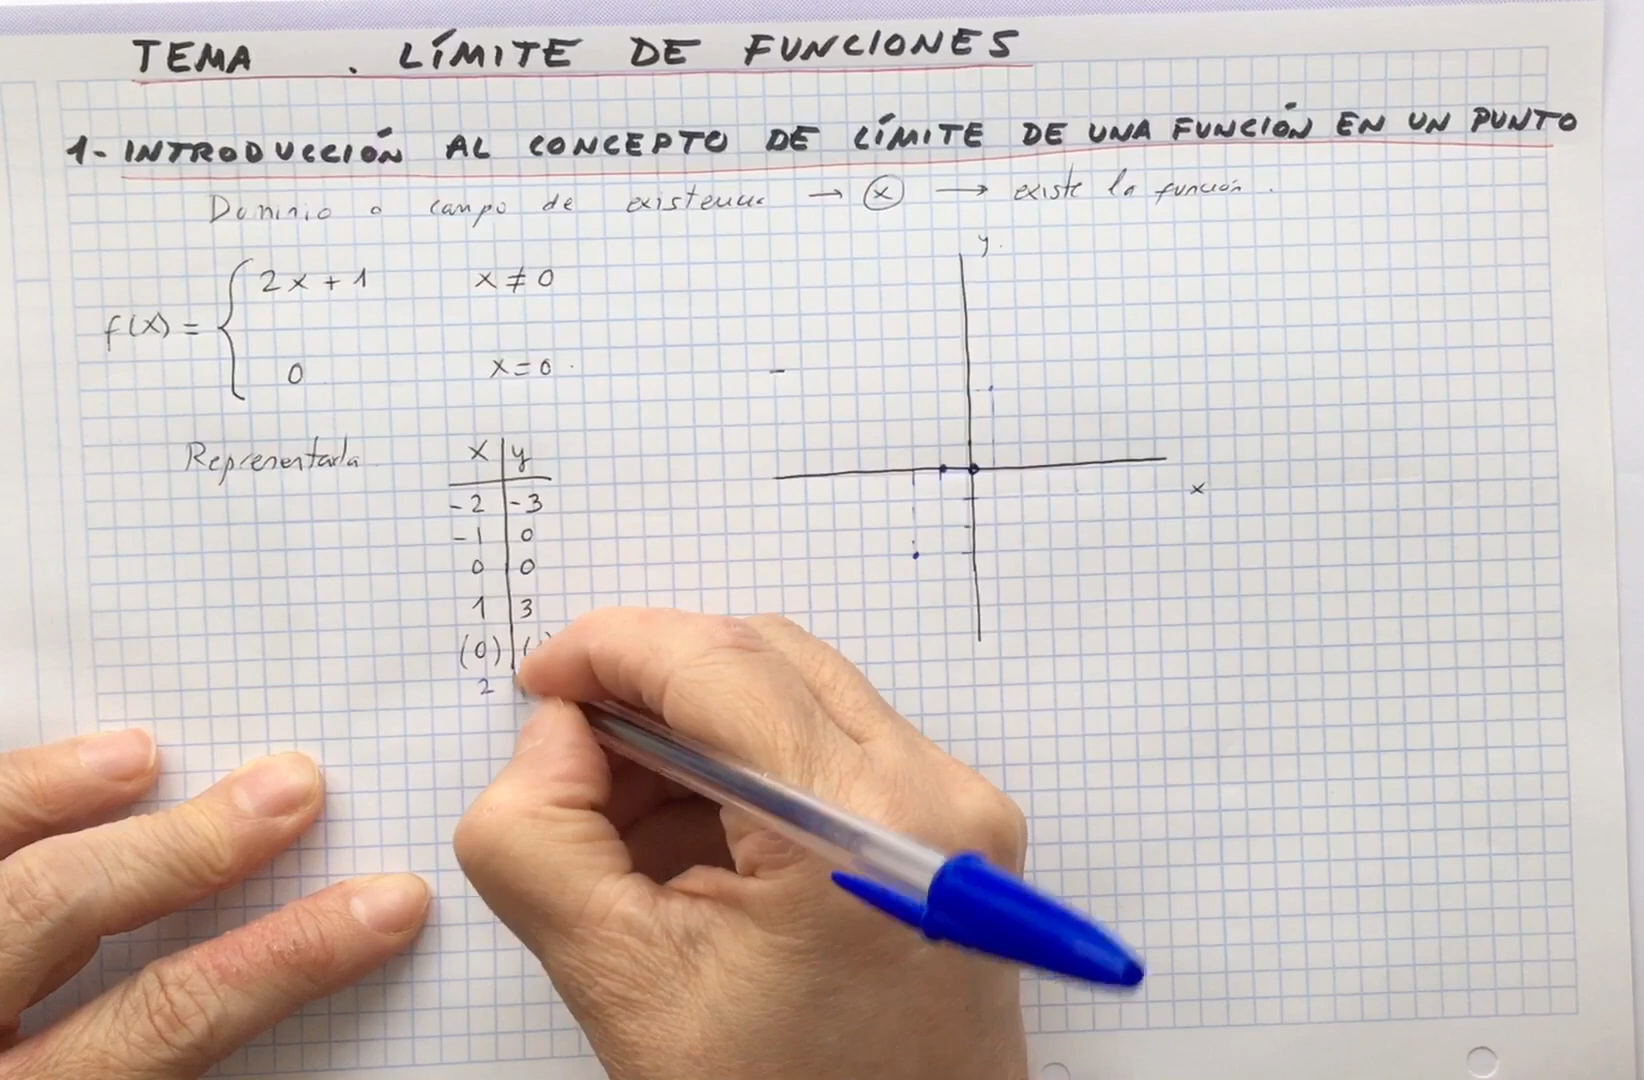 TEMA . LÍMITE DE FUNCIONES
1- INTRODUCCIÓN AL CONCEPTO DE LÍMITE DE UNA FUNCIÓN EN UN PUNTO
Dominio o campo de existencia → x → existe la función.
y.
2x + 1 x ≠ 0
f(x) =
0 x = 0.
Representarla x y
-2 -3
x
-1 0
0 0
1 3
(0) (
2